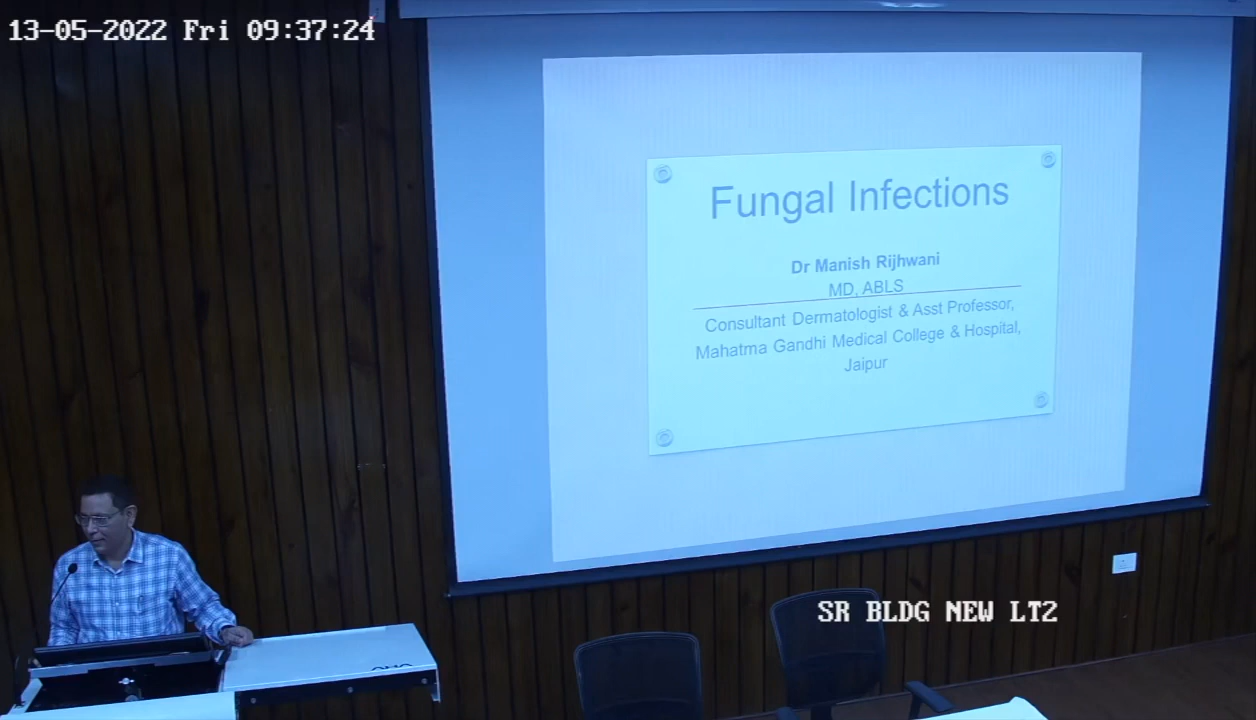 13-05-2022 Fri 09:37:24
Fungal Infections
Dr Manish Rijhwani
MD, ABLS
Consultant Dermatologist & Asst Professor,
Mahatma Gandhi Medical College & Hospital,
Jaipur
SR BLDG NEW LT2